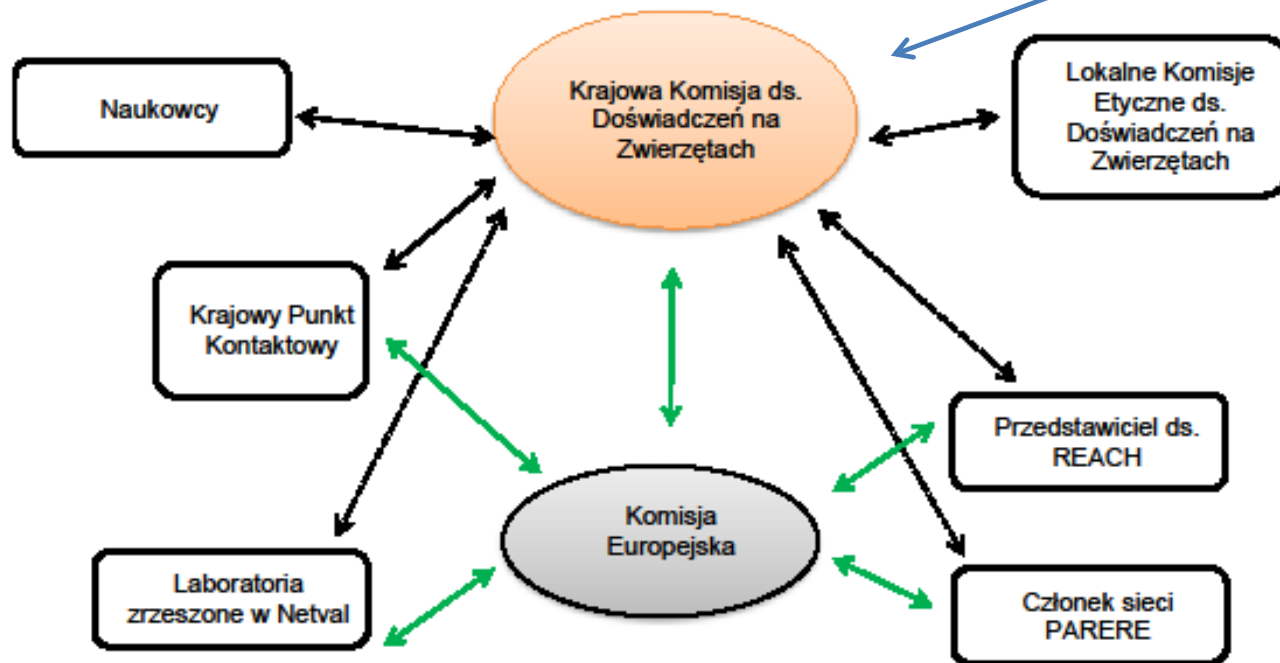 Naukowcy
Krajowa Komisja ds.
Doświadczeń na
Zwierzętach
Lokalne Komisje
Etyczne ds.
Doświadczeń na
Zwierzętach
Krajowy Punkt
Kontaktowy
Przedstawiciel ds.
REACH
Komisja
Europejska
Laboratoria
zrzeszone w Netval
Członek sieci
PARERE